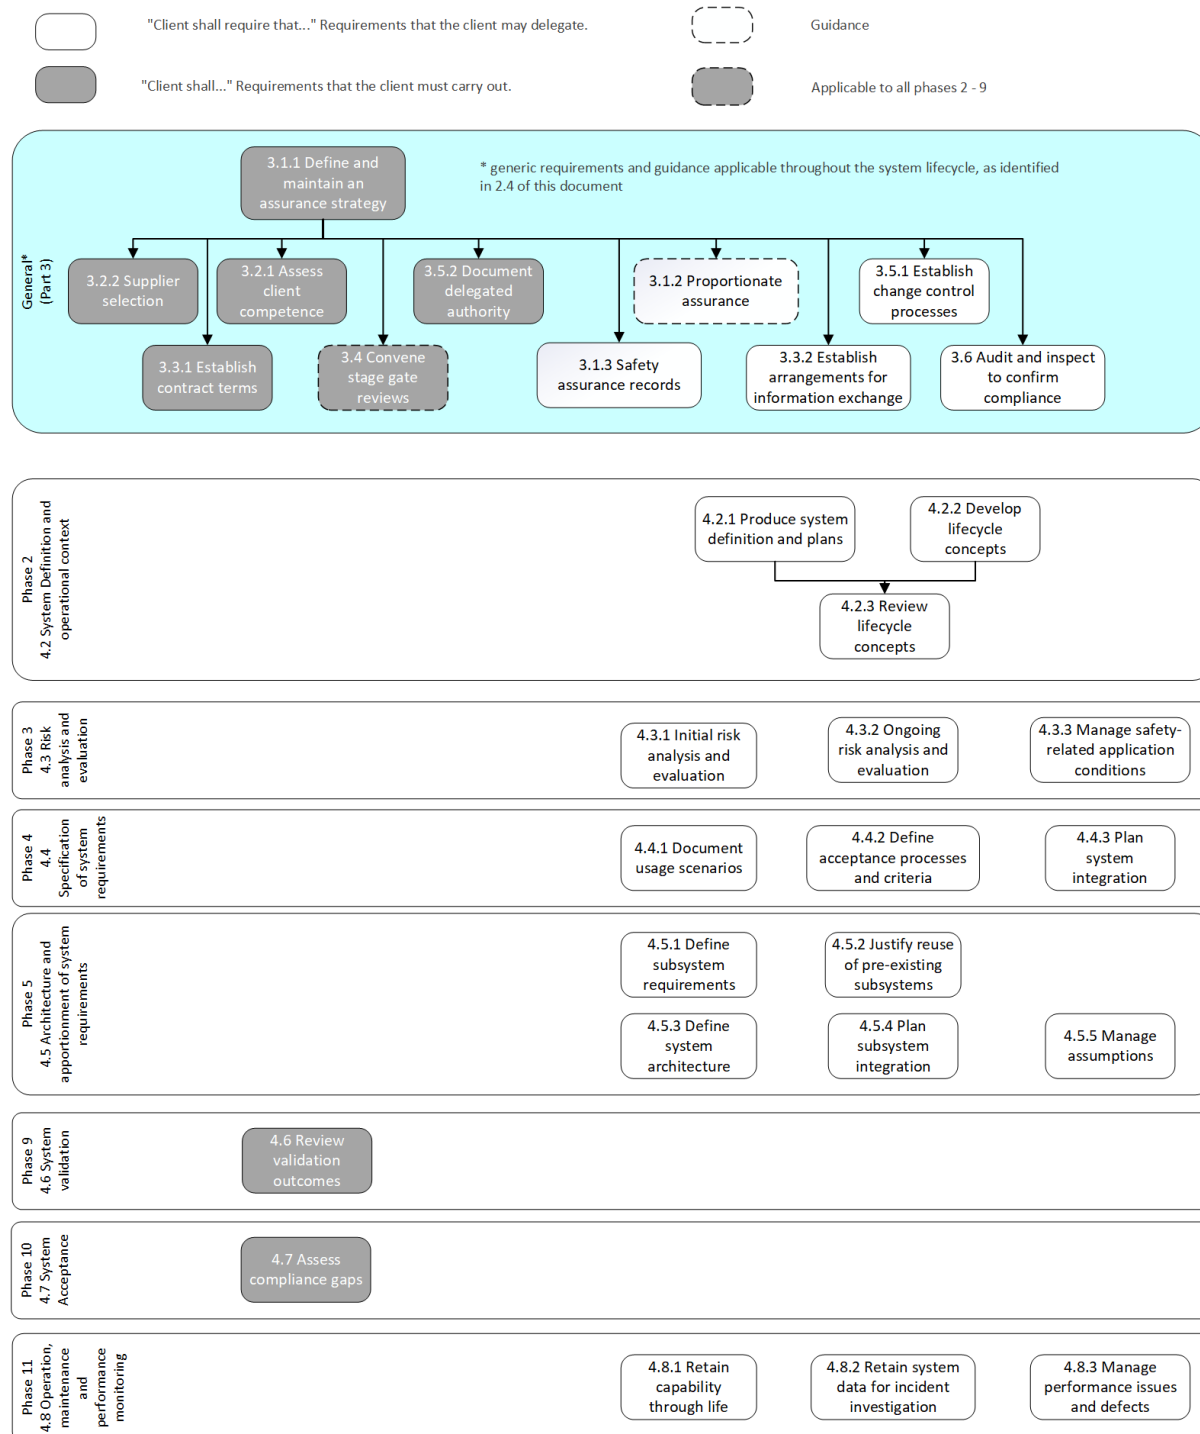 "Client shall require that..." Requirements that the client may delegate.
Guidance
"Client shall..." Requirements that the client must carry out.
Applicable to all phases 2 - 9
General*
(Part 3)
3.1.1 Define and
maintain an
assurance strategy
* generic requirements and guidance applicable throughout the system lifecycle, as identified
in 2.4 of this document
3.2.2 Supplier
selection
3.2.1 Assess
client
competence
3.5.2 Document
delegated
authority
3.1.2 Proportionate
assurance
3.5.1 Establish
change control
processes
3.3.1 Establish
contract terms
3.4 Convene
stage gate
reviews
3.1.3 Safety
assurance records
3.3.2 Establish
arrangements for
information exchange
3.6 Audit and inspect
to confirm
compliance
Phase 2
4.2 System Definition and
operational context
4.2.1 Produce system
definition and plans
4.2.2 Develop
lifecycle
concepts
4.2.3 Review
lifecycle
concepts
Phase 3
4.3 Risk
analysis and
evaluation
4.3.1 Initial risk
analysis and
evaluation
4.3.2 Ongoing
risk analysis and
evaluation
4.3.3 Manage safety-
related application
conditions
Phase 4
4.4
Specification
of system
requirements
4.4.1 Document
usage scenarios
4.4.2 Define
acceptance processes
and criteria
4.4.3 Plan
system
integration
Phase 5
4.5 Architecture and
apportionment of system
requirements
4.5.1 Define
subsystem
requirements
4.5.2 Justify reuse
of pre-existing
subsystems
4.5.3 Define
system
architecture
4.5.4 Plan
subsystem
integration
4.5.5 Manage
assumptions
Phase 9
4.6 System
validation
4.6 Review
validation
outcomes
Phase 10
4.7 System
Acceptance
4.7 Assess
compliance gaps
Phase 11
4.8 Operation,
maintenance
and
performance
monitoring
4.8.1 Retain
capability
through life
4.8.2 Retain system
data for incident
investigation
4.8.3 Manage
performance issues
and defects